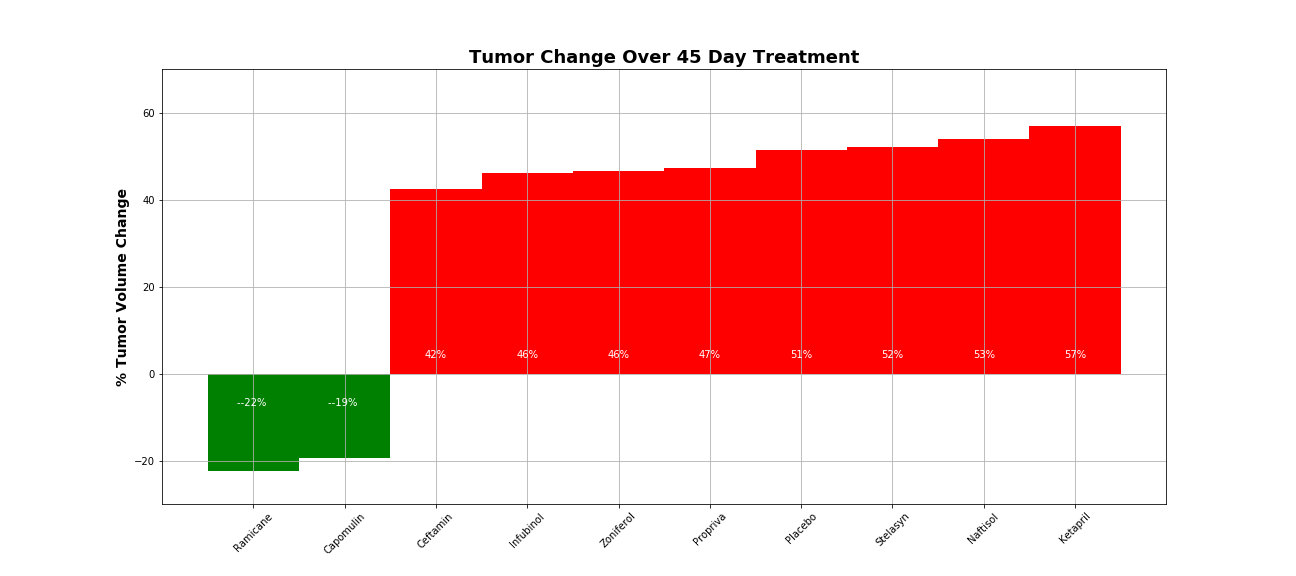 Tumor Change Over 45 Day Treatment
% Tumor Volume Change
60
40
20
0
−20
42% 46% 46% 47% 51% 52% 53% 57%
--22% --19%
Ramicane Capomulin Ceftamin Infubinol Zoniferol Propriva Placebo Stelasyn Naftisol Ketapril